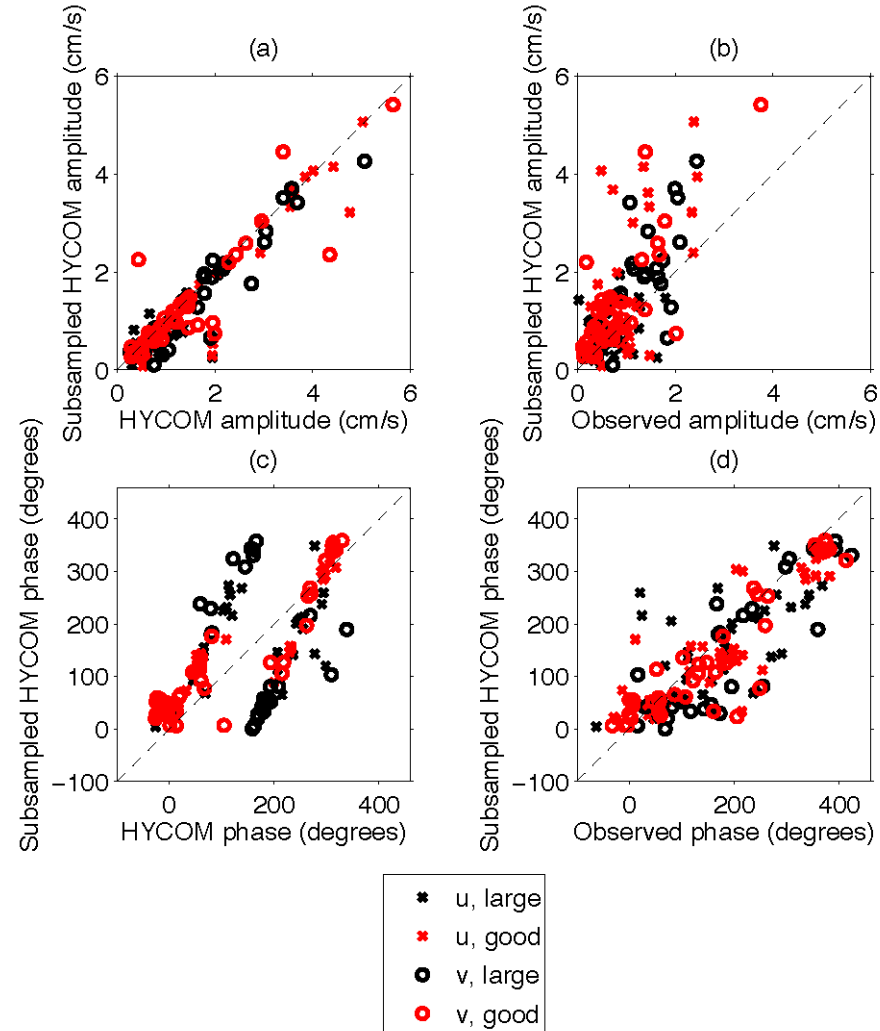 (a)
Subsampled HYCOM amplitude (cm/s)
6
4
2
0
0 2 4 6
HYCOM amplitude (cm/s)
(b)
Subsampled HYCOM amplitude (cm/s)
6
4
2
0
0 2 4 6
Observed amplitude (cm/s)
(c)
Subsampled HYCOM phase (degrees)
400
300
200
100
0
−100
0 200 400
HYCOM phase (degrees)
(d)
Subsampled HYCOM phase (degrees)
400
300
200
100
0
−100
0 200 400
Observed phase (degrees)
u, large
u, good
v, large
v, good